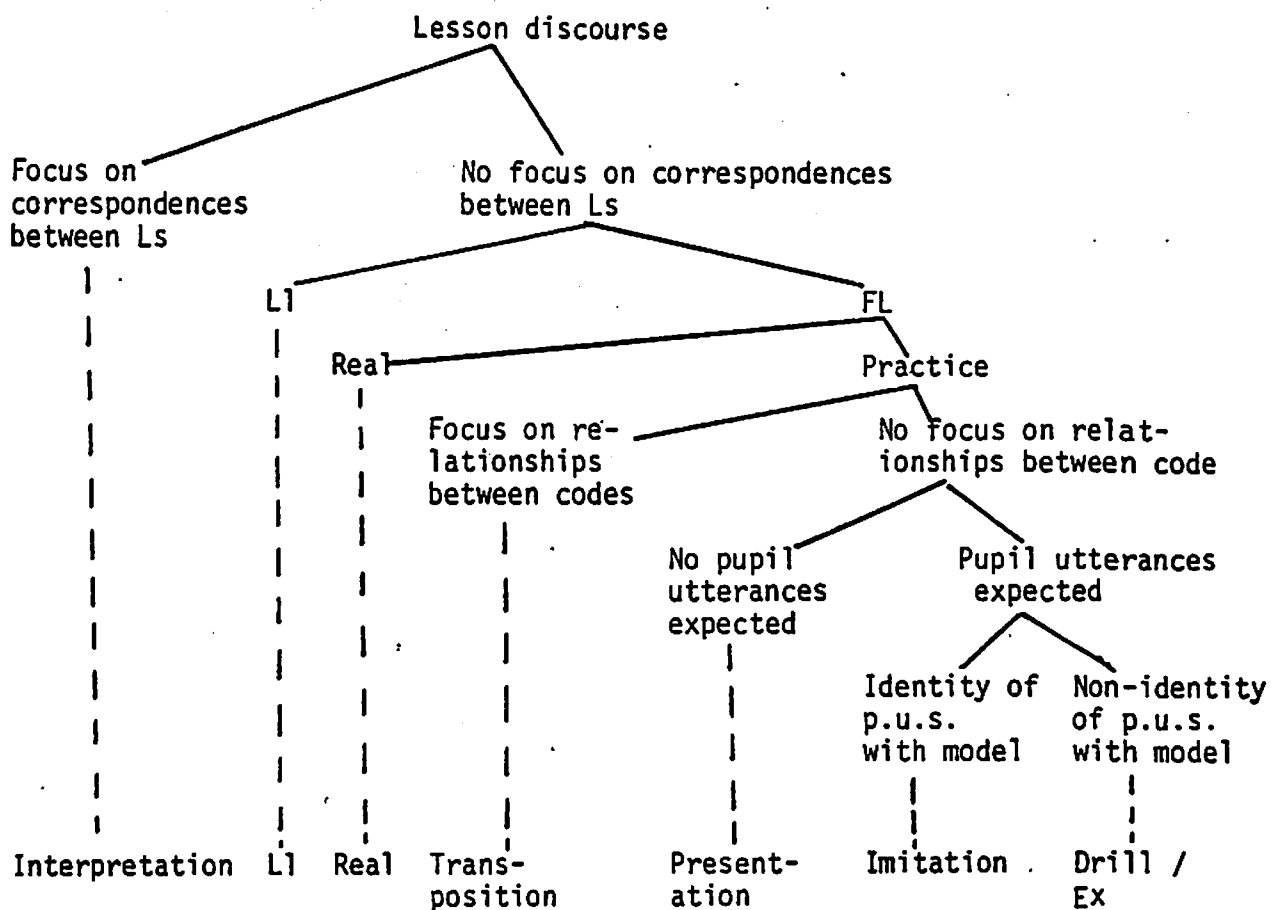 Lesson discourse
Focus on
correspondences
between Ls
No focus on correspondences
between Ls
L1
FL
Real
Practice
Focus on re-
lationships
between codes
No focus on relat-
ionships between code
No pupil
utterances
expected
Pupil utterances
expected
Identity of
p.u.s.
with model
Non-identity
of p.u.s.
with model
Interpretation
L1
Real
Trans-
position
Present-
ation
Imitation
Drill /
Ex